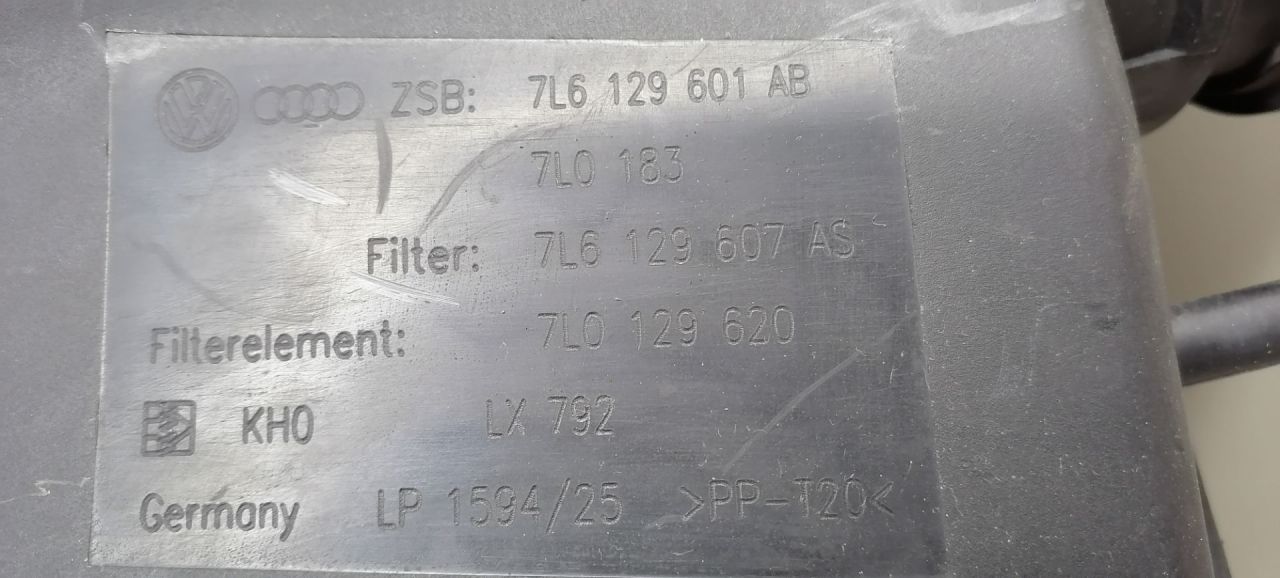 ZSB: 7L6 129 601 AB
7L0 183
Filter: 7L6 129 607 AS
Filterelement: 7L0 129 620
KHO LX 792
Germany LP 1594/25 >PP-T20<